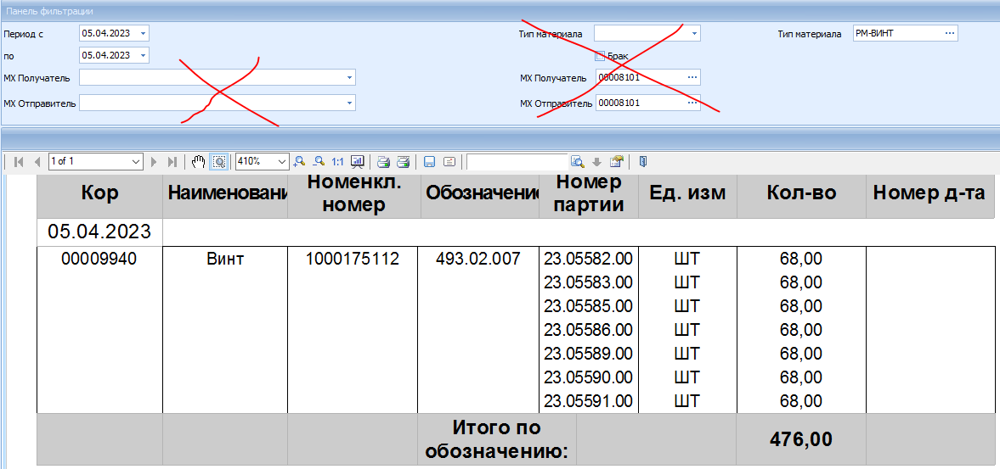 Панель фильтрации
Период с 05.04.2023 Тип материала Тип материала РМ-ВИНТ ...
по 05.04.2023 Брак
МХ Получатель МХ Получатель 00008101 ...
МХ Отправитель МХ Отправитель 00008101 ...
1 of 1 410% 1:1
Кор Наименовани Номенкл. номер Обозначение Номер партии Ед. изм Кол-во Номер д-та
05.04.2023
00009940 Винт 1000175112 493.02.007 23.05582.00 ШТ 68,00
23.05583.00 ШТ 68,00
23.05585.00 ШТ 68,00
23.05586.00 ШТ 68,00
23.05589.00 ШТ 68,00
23.05590.00 ШТ 68,00
23.05591.00 ШТ 68,00
Итого по обозначению: 476,00